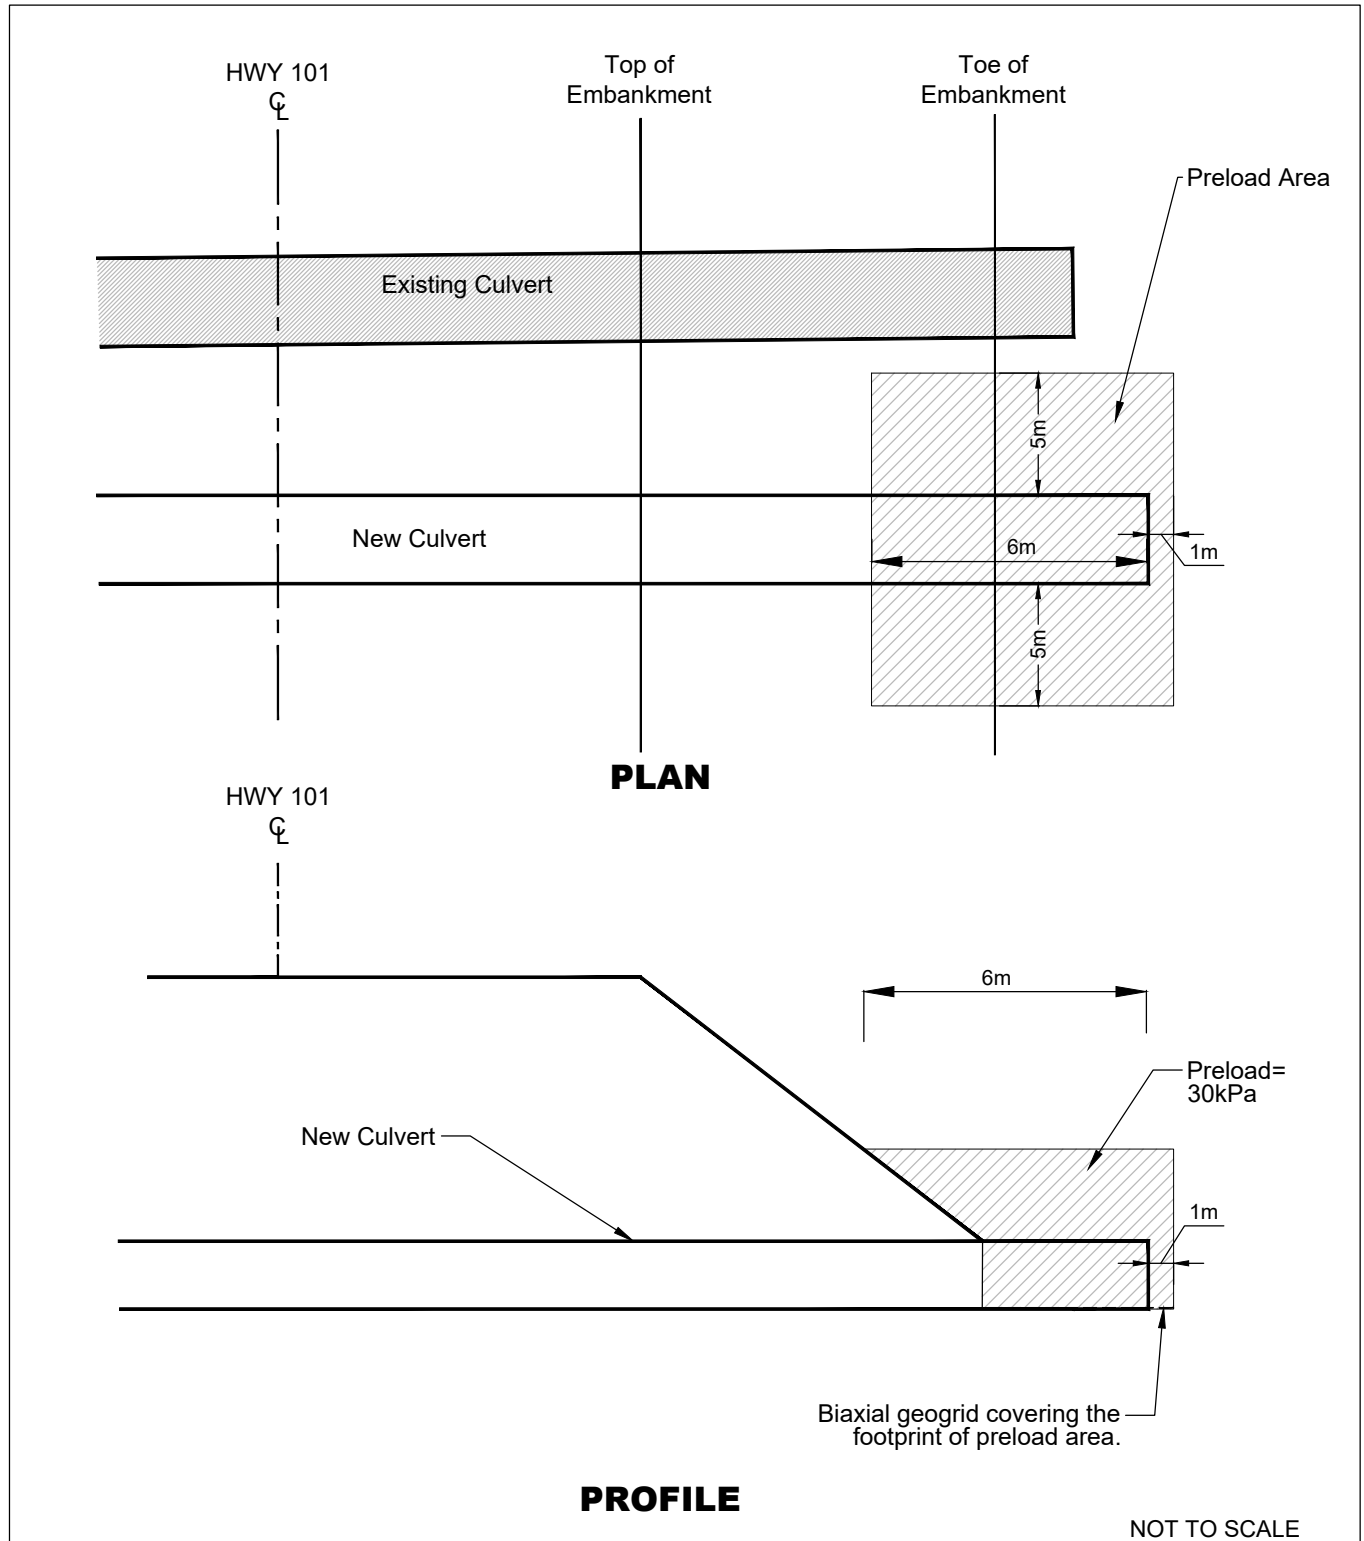 HWY 101
℄
Top of
Embankment
Toe of
Embankment
Preload Area
Existing Culvert
5m
New Culvert
6m
1m
5m
PLAN
HWY 101
℄
6m
Preload=
30kPa
New Culvert
1m
Biaxial geogrid covering the
footprint of preload area.
PROFILE
NOT TO SCALE